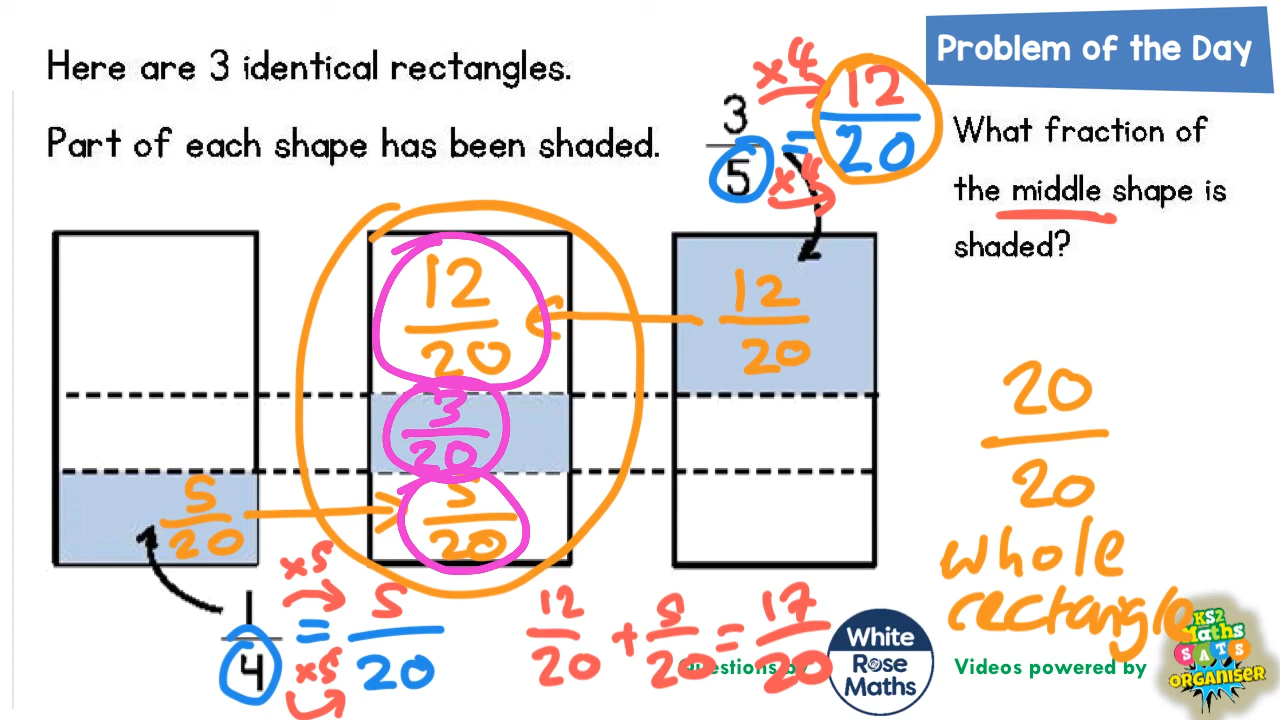 Here are 3 identical rectangles.
Part of each shape has been shaded.
Problem of the Day
What fraction of
the middle shape is
shaded?
×4
3/5 = 12/20
×4
12/20
12/20
3/20
5/20
5/20
20/20
whole
rectangle
×5
1/4 = 5/20
×5
12/20 + 5/20 = 17/20
Questions by
White
Rose
Maths
Videos powered by
KS2
Maths
SATS
ORGANISER